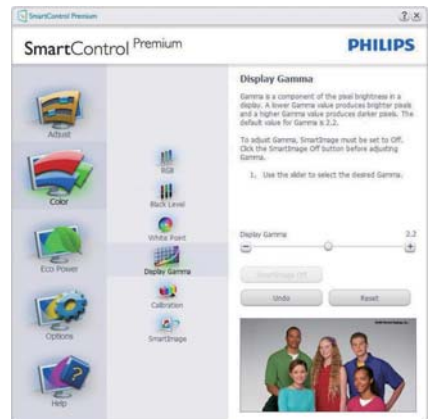 SmartControl Premium
SmartControl Premium
PHILIPS
Adjust
Color
Eco Power
Options
Help
RGB
Black Level
White Point
Display Gamma
Calibration
SmartImage
Display Gamma
Gamma is a component of the pixel brightness in a
display. A lower Gamma value produces brighter pixels
and a higher Gamma value produces darker pixels. The
default value for Gamma is 2.2.
To adjust Gamma, SmartImage must be set to Off.
Click the SmartImage Off button before adjusting
Gamma.
1. Use the slider to select the desired Gamma.
Display Gamma 2.2
SmartImage Off
Undo Reset